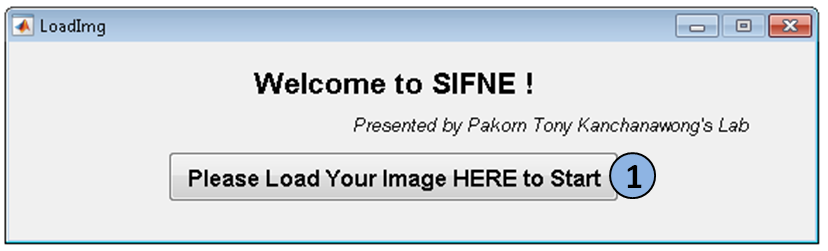 LoadImg
Welcome to SIFNE !
Presented by Pakorn Tony Kanchanawong's Lab
Please Load Your Image HERE to Start
1